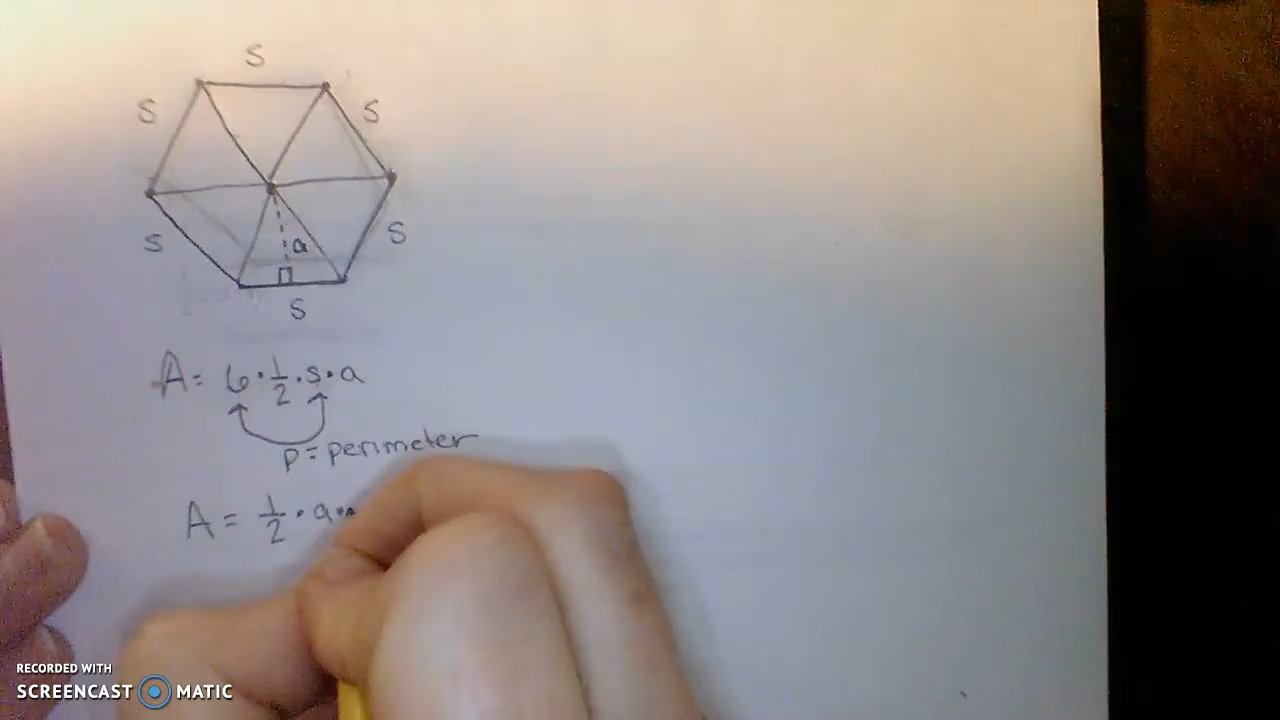 s
s
s
s
s
a
s
A = 6 · 1/2 · s · a
p = perimeter
A = 1/2 · a ·
RECORDED WITH
SCREENCAST MATIC